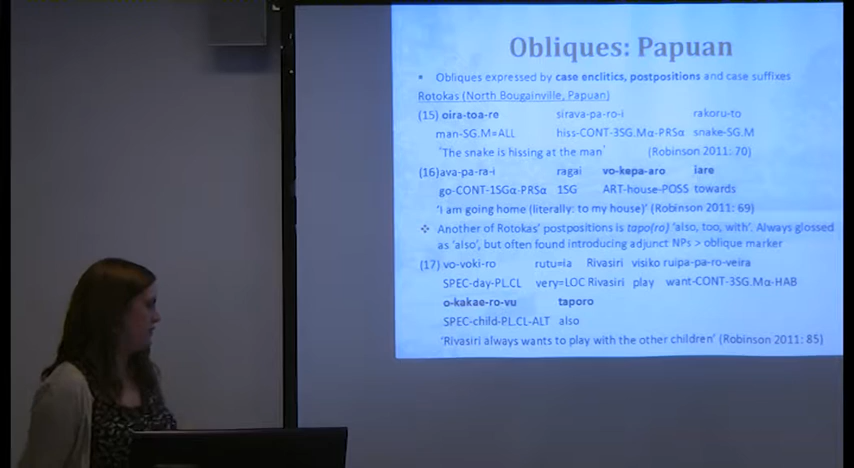 Obliques: Papuan
▪ Obliques expressed by case enclitics, postpositions and case suffixes
Rotokas (North Bougainville, Papuan)
(15) oira-toa-re sirava-pa-ro-i rakoru-to
man-SG.M=ALL hiss-CONT-3SG.Mα-PRSα snake-SG.M
‘The snake is hissing at the man’ (Robinson 2011: 70)
(16)ava-pa-ra-i ragai vo-kepa-aro iare
go-CONT-1SGα-PRSα 1SG ART-house-POSS towards
‘I am going home (literally: to my house)’ (Robinson 2011: 69)
❖ Another of Rotokas’ postpositions is tapo(ro) ‘also, too, with’. Always glossed
as ‘also’, but often found introducing adjunct NPs > oblique marker
(17) vo-voki-ro rutu=ia Rivasiri visiko ruipa-pa-ro-veira
SPEC-day-PL.CL very=LOC Rivasiri play want-CONT-3SG.Mα-HAB
o-kakae-ro-vu taporo
SPEC-child-PL.CL-ALT also
‘Rivasiri always wants to play with the other children’ (Robinson 2011: 85)